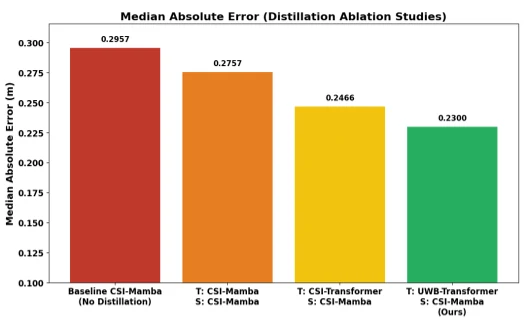 Median Absolute Error (Distillation Ablation Studies)
Median Absolute Error (m)
0.300
0.275
0.250
0.225
0.200
0.175
0.150
0.125
0.100
0.2957
0.2757
0.2466
0.2300
Baseline CSI-Mamba
(No Distillation)
T: CSI-Mamba
S: CSI-Mamba
T: CSI-Transformer
S: CSI-Mamba
T: UWB-Transformer
S: CSI-Mamba
(Ours)